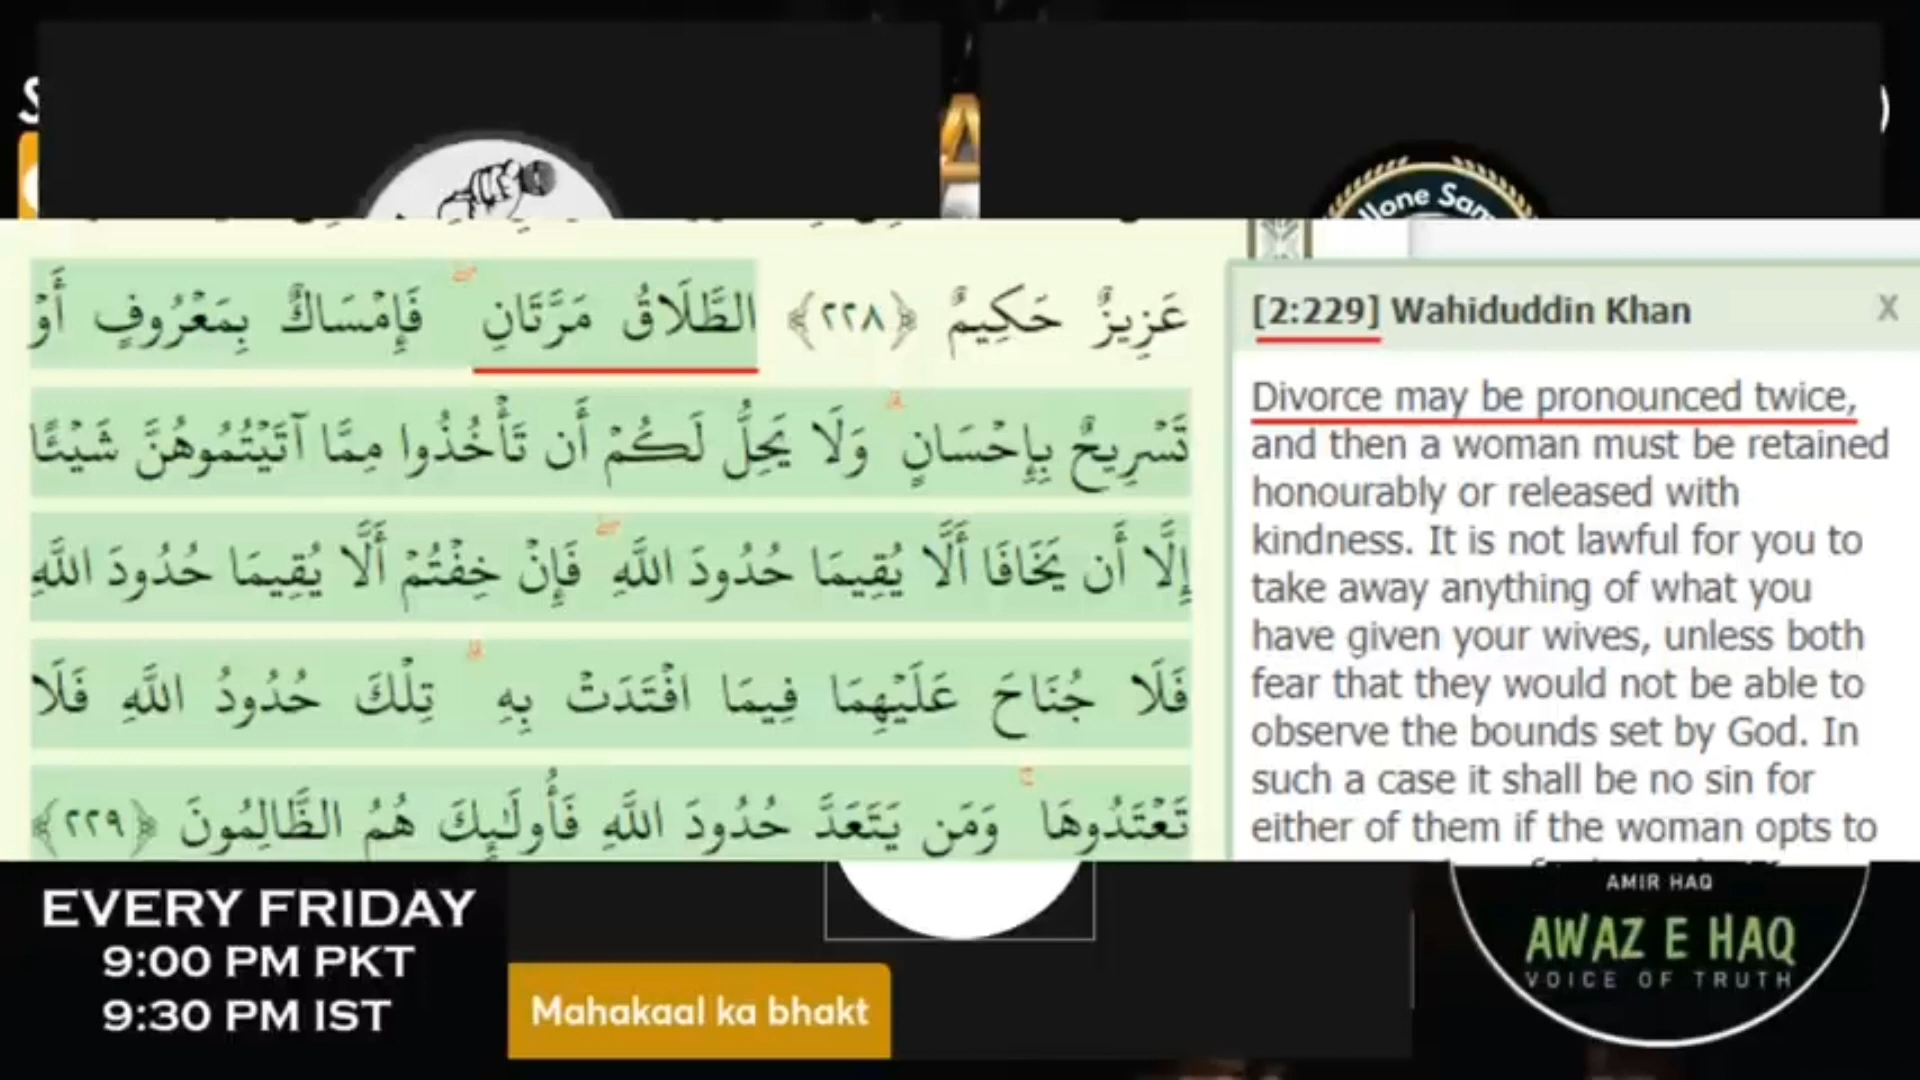 llone Sam
عَزِيزٌ حَكِيمٌ ﴿٢٢٨﴾ الطَّلَاقُ مَرَّتَانِ ۖ فَإِمْسَاكٌ بِمَعْرُوفٍ أَوْ
تَسْرِيحٌ بِإِحْسَانٍ ۗ وَلَا يَحِلُّ لَكُمْ أَن تَأْخُذُوا مِمَّا آتَيْتُمُوهُنَّ شَيْئًا
إِلَّا أَن يَخَافَا أَلَّا يُقِيمَا حُدُودَ اللَّهِ ۖ فَإِنْ خِفْتُمْ أَلَّا يُقِيمَا حُدُودَ اللَّهِ
فَلَا جُنَاحَ عَلَيْهِمَا فِيمَا افْتَدَتْ بِهِ ۗ تِلْكَ حُدُودُ اللَّهِ فَلَا
تَعْتَدُوهَا ۚ وَمَن يَتَعَدَّ حُدُودَ اللَّهِ فَأُولَٰئِكَ هُمُ الظَّالِمُونَ ﴿٢٢٩﴾
[2:229] Wahiduddin Khan X
Divorce may be pronounced twice,
and then a woman must be retained
honourably or released with
kindness. It is not lawful for you to
take away anything of what you
have given your wives, unless both
fear that they would not be able to
observe the bounds set by God. In
such a case it shall be no sin for
either of them if the woman opts to
EVERY FRIDAY
9:00 PM PKT
9:30 PM IST
Mahakaal ka bhakt
AMIR HAQ
AWAZ E HAQ
VOICE OF TRUTH